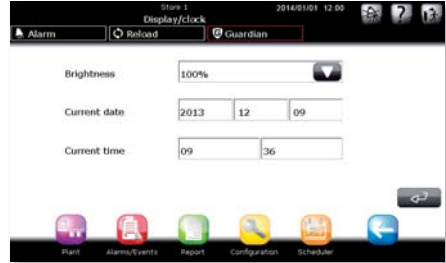 Store 1
2014/01/01 12:00
Display/clock
?
Alarm
Reload
Guardian
Brightness
100%
Current date
2013
12
09
Current time
09
36
Plant
Alarms/Events
Report
Configuration
Scheduler